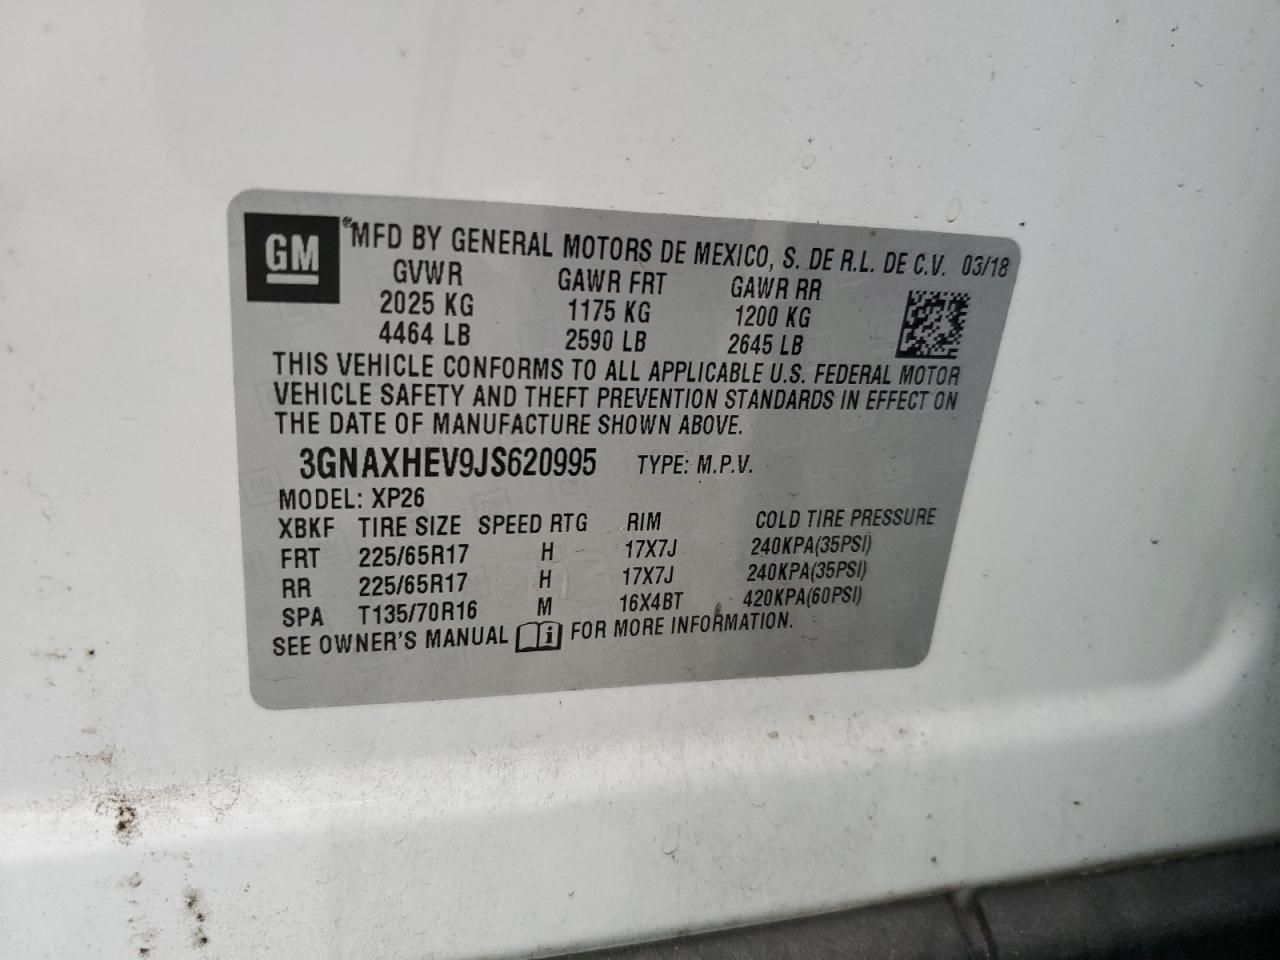 GM ®MFD BY GENERAL MOTORS DE MEXICO, S. DE R.L. DE C.V. 03/18
GVWR GAWR FRT GAWR RR
2025 KG 1175 KG 1200 KG
4464 LB 2590 LB 2645 LB
THIS VEHICLE CONFORMS TO ALL APPLICABLE U.S. FEDERAL MOTOR
VEHICLE SAFETY AND THEFT PREVENTION STANDARDS IN EFFECT ON
THE DATE OF MANUFACTURE SHOWN ABOVE.
3GNAXHEV9JS620995 TYPE: M.P.V.
MODEL: XP26
XBKF TIRE SIZE SPEED RTG RIM COLD TIRE PRESSURE
FRT 225/65R17 H 17X7J 240KPA(35PSI)
RR 225/65R17 H 17X7J 240KPA(35PSI)
SPA T135/70R16 M 16X4BT 420KPA(60PSI)
SEE OWNER'S MANUAL i FOR MORE INFORMATION.